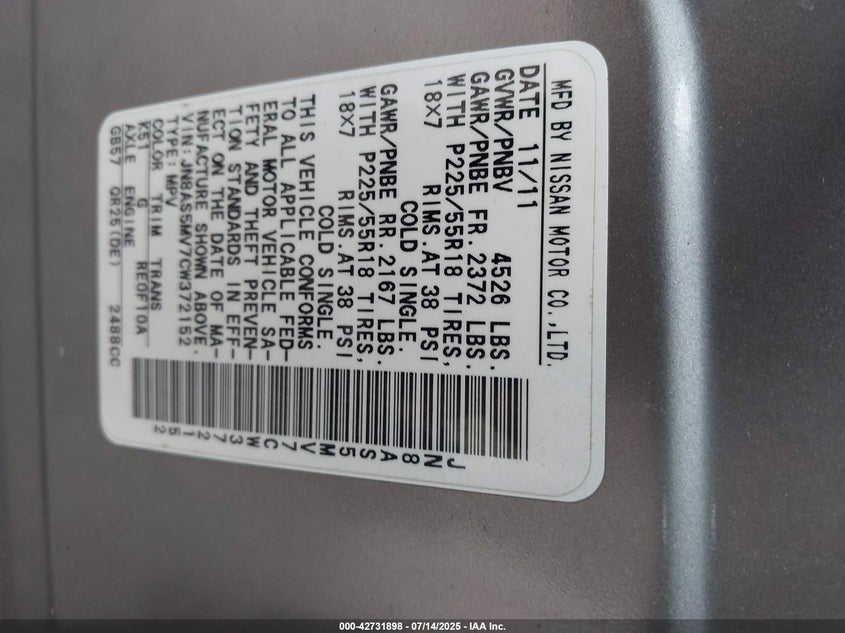 MFD BY NISSAN MOTOR CO.,LTD.
DATE 11/11
GVWR/PNBV 4526 LBS.
GAWR/PNBE FR. 2372 LBS.
WITH P225/55R18 TIRES,
18X7 RIMS.AT 38 PSI
COLD SINGLE.
GAWR/PNBE RR. 2167 LBS.
WITH P225/55R18 TIRES,
18X7 RIMS.AT 38 PSI
COLD SINGLE.
THIS VEHICLE CONFORMS
TO ALL APPLICABLE FED-
ERAL MOTOR VEHICLE SA-
FETY AND THEFT PREVEN-
TION STANDARDS IN EFF-
ECT ON THE DATE OF MA-
NUFACTURE SHOWN ABOVE.
VIN:JN8AS5MV7CW372152
TYPE:MPV
COLOR TRIM TRANS
K51 G RE0F10A
AXLE ENGINE
GB57 QR25(DE) 2488CC
JN8AS5MV7CW372152
000-42731898 - 07/14/2025 - IAA Inc.